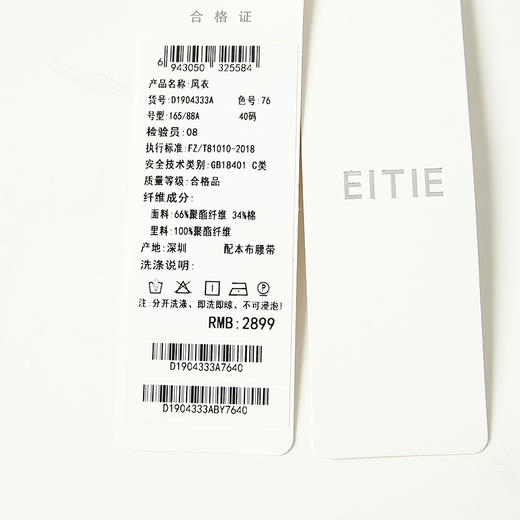 合格证
6 943050 325584
产品名称:风衣
货号:D1904333A 色号:76
号型:165/88A 40码
检验员:08
执行标准:FZ/T81010-2018
安全技术类别:GB18401 C类
质量等级:合格品
纤维成分:
面料:66%聚酯纤维 34%棉
里料:100%聚酯纤维
产地:深圳 配本布腰带
洗涤说明:
注:分开洗涤、即洗即晾、不可浸泡!
RMB:2899
D1904333A7640
D1904333ABY7640
EITIE